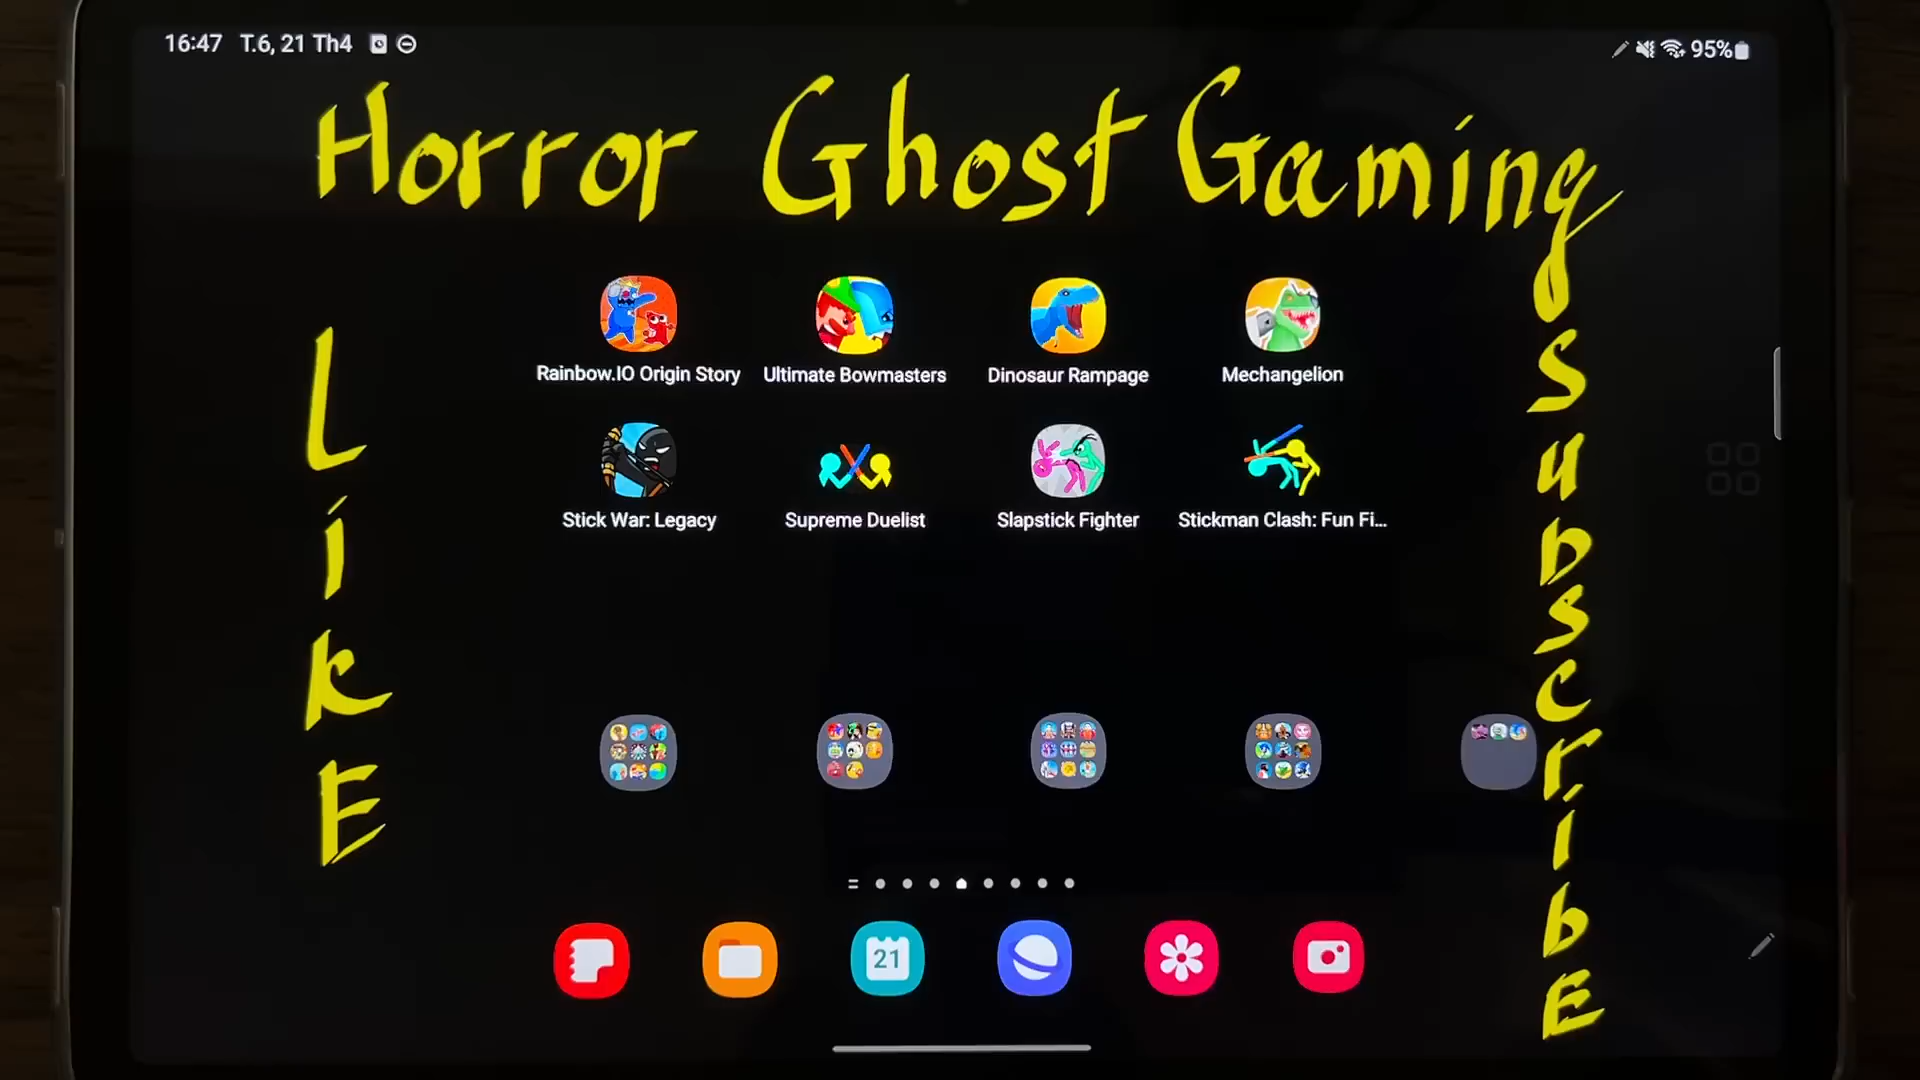 16:47 T.6, 21 Th4
95%
Horror Ghost Gaming
Rainbow.IO Origin Story
Ultimate Bowmasters
Dinosaur Rampage
Mechangelion
Stick War: Legacy
Supreme Duelist
Slapstick Fighter
Stickman Clash: Fun Fi...
LikE
SubscribE
21